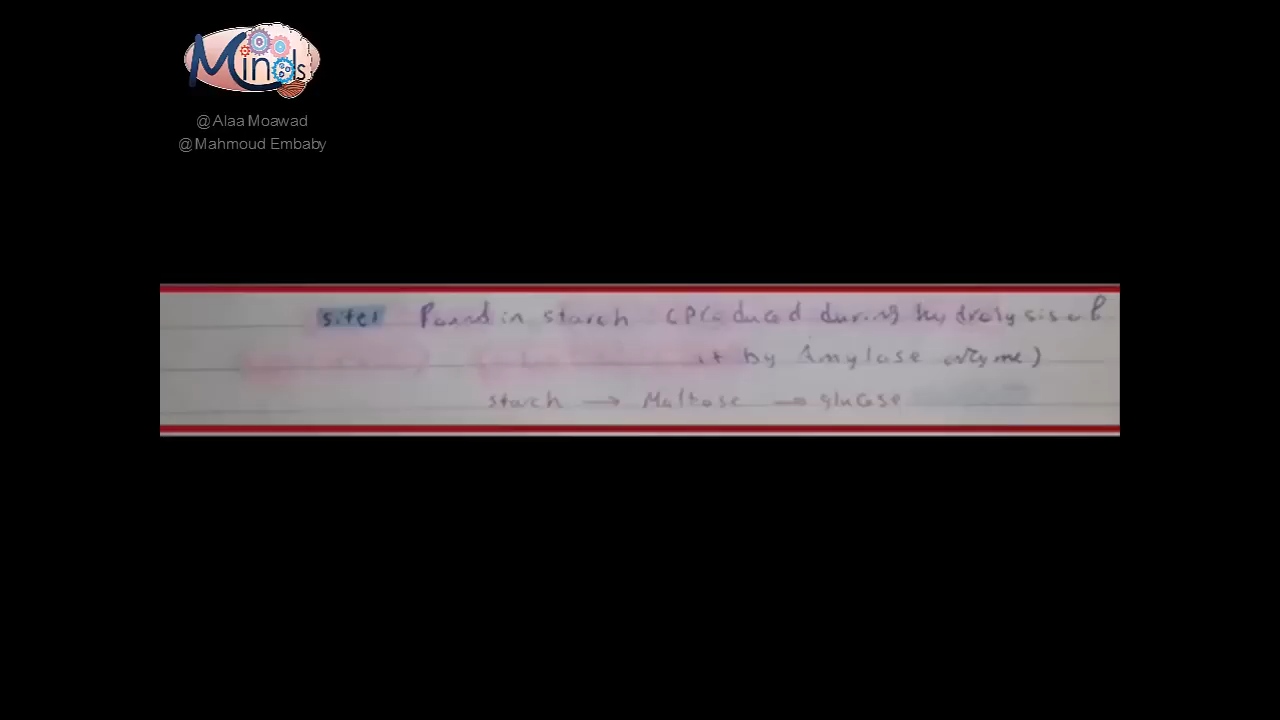 Minds
@Alaa Moawad
@Mahmoud Embaby
site: Found in starch (Produced during hydrolysis of
it by Amylase enzyme)
starch → Maltose → glucose